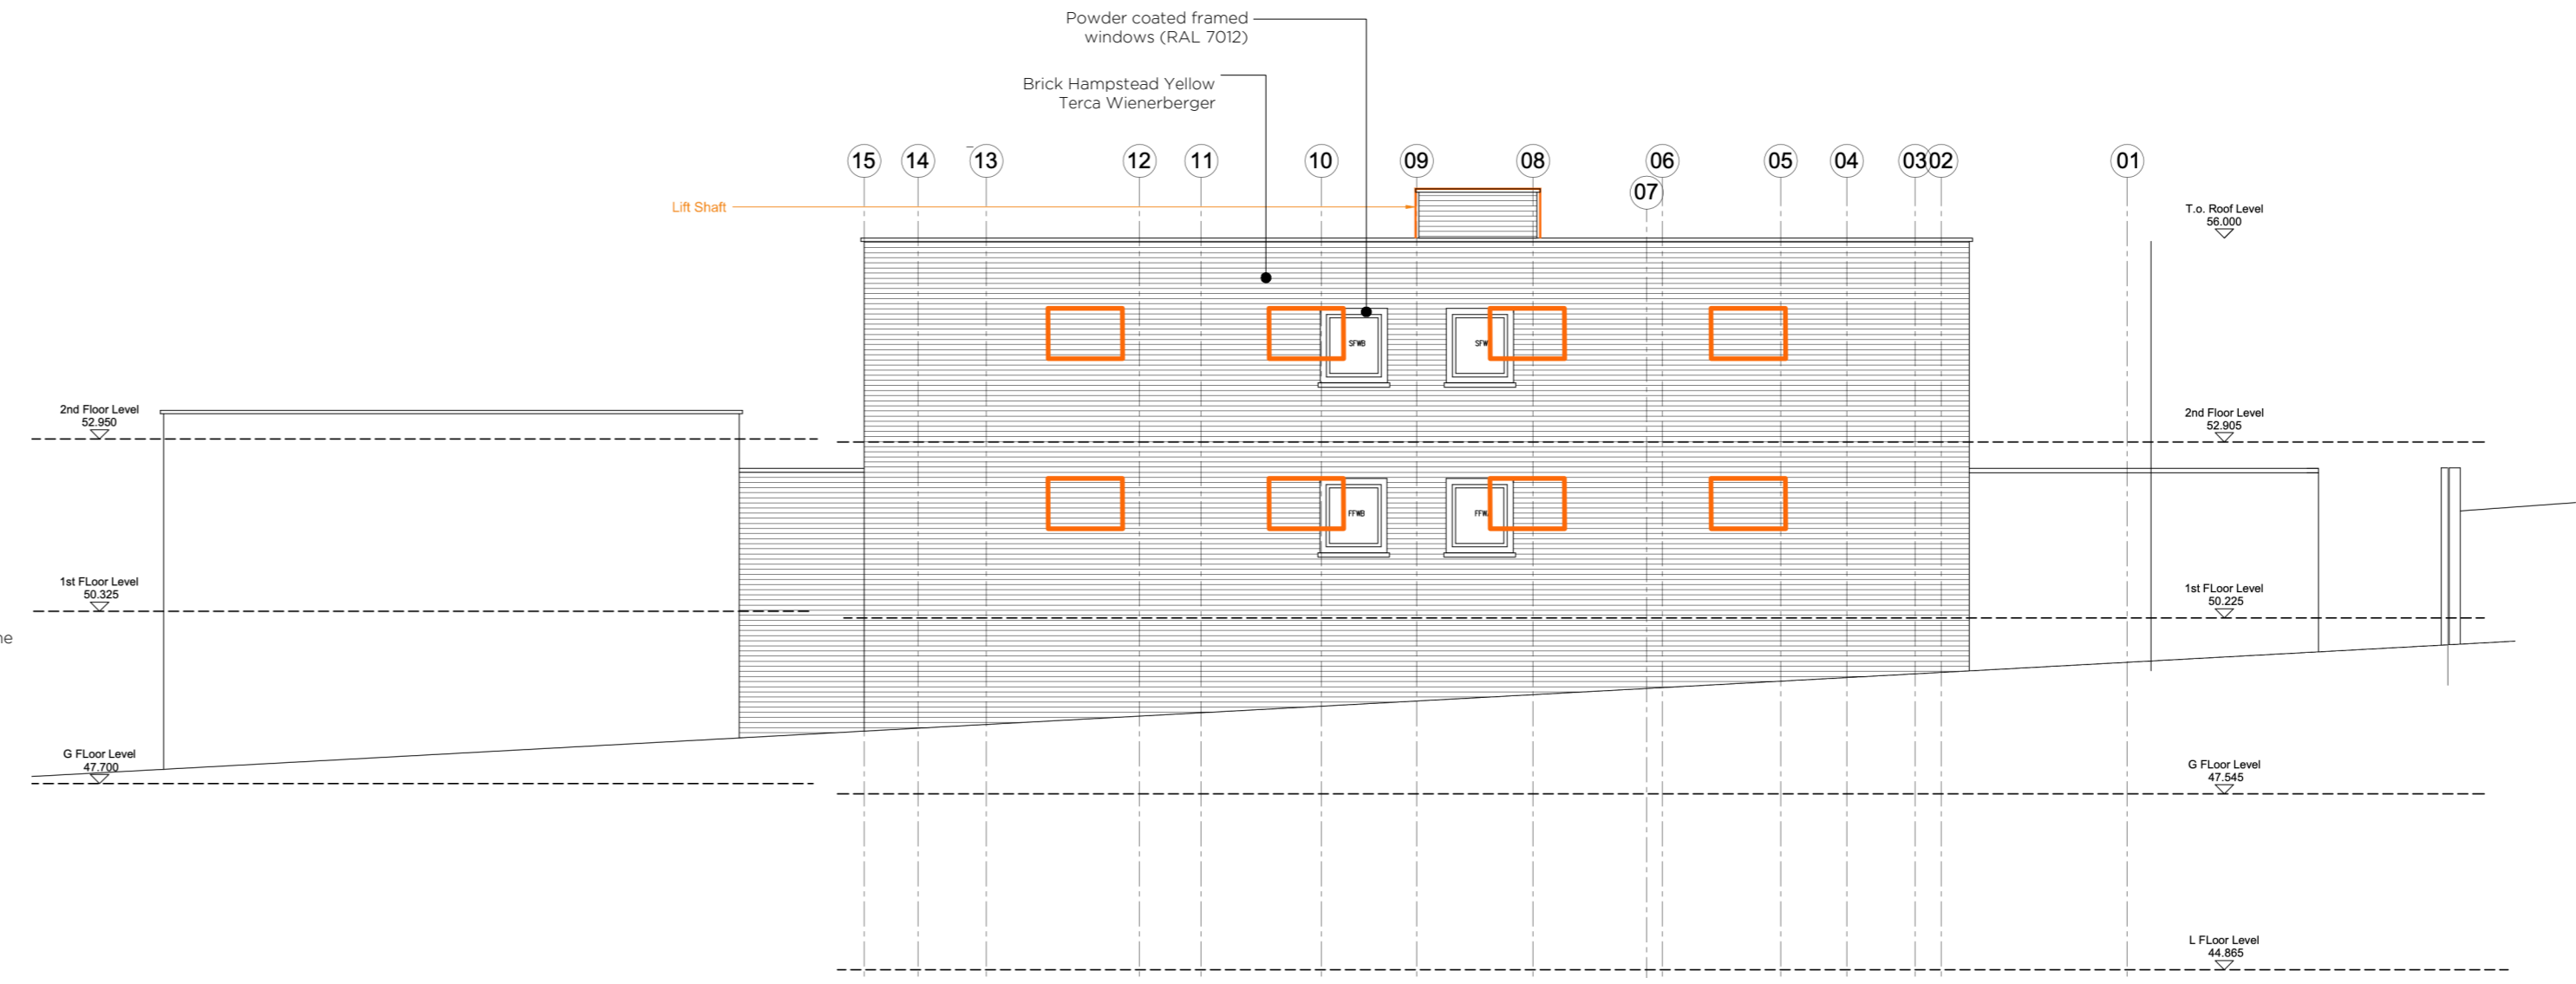 Powder coated framed
windows (RAL 7012)
Brick Hampstead Yellow
Terca Wienerberger
15 14 13 12 11 10 09 08 07 06 05 04 03 02 01
Lift Shaft
T.o. Roof Level
56.000
SFWB
SFW
2nd Floor Level
52.950
2nd Floor Level
52.905
FFWB
FFW
1st FLoor Level
50.325
1st FLoor Level
50.225
ne
G FLoor Level
47.700
G FLoor Level
47.545
L FLoor Level
44.865